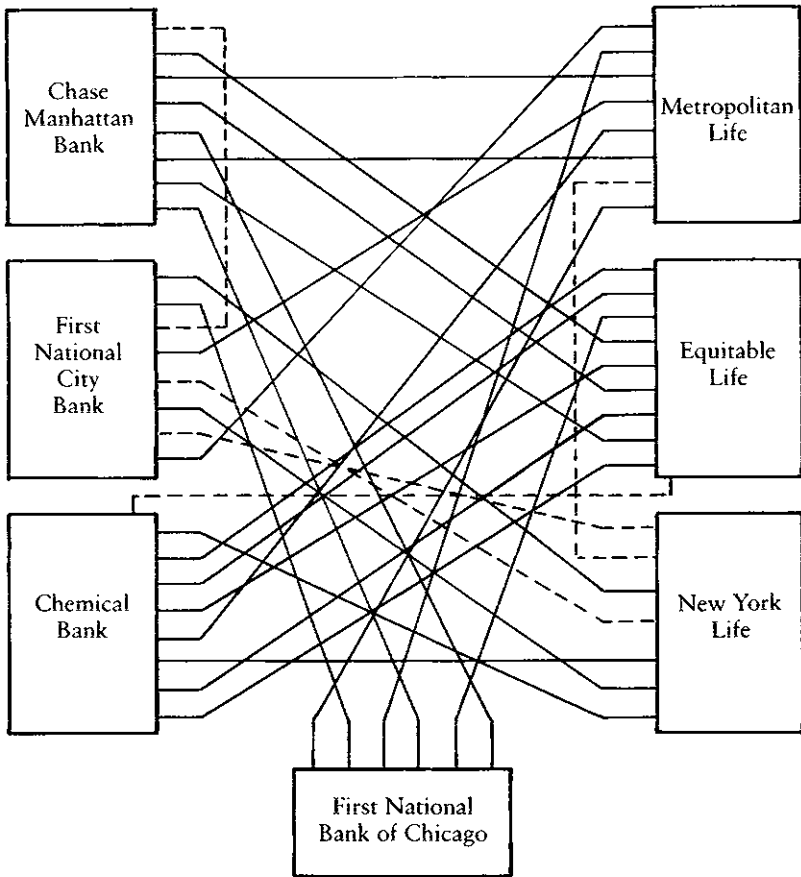 Chase
Manhattan
Bank
Metropolitan
Life
First
National
City
Bank
Equitable
Life
Chemical
Bank
New York
Life
First National
Bank of Chicago